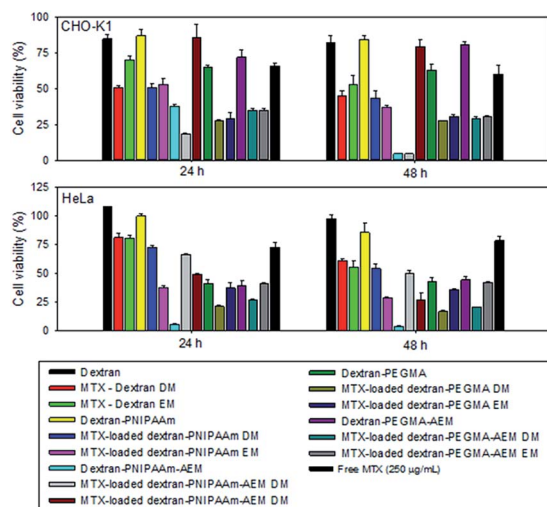 CHO-K1
100
75
50
25
0
Cell viability (%)
24 h
48 h
HeLa
125
100
75
50
25
0
Cell viability (%)
24 h
48 h
Dextran
MTX - Dextran DM
MTX - Dextran EM
Dextran-PNIPAAm
MTX-loaded dextran-PNIPAAm DM
MTX-loaded dextran-PNIPAAm EM
Dextran-PNIPAAm-AEM
MTX-loaded dextran-PNIPAAm-AEM DM
MTX-loaded dextran-PNIPAAm-AEM DM
Dextran-PEGMA
MTX-loaded dextran-PEGMA DM
MTX-loaded dextran-PEGMA EM
Dextran-PEGMA-AEM
MTX-loaded dextran-PEGMA-AEM DM
MTX-loaded dextran-PEGMA-AEM EM
Free MTX (250 µg/mL)